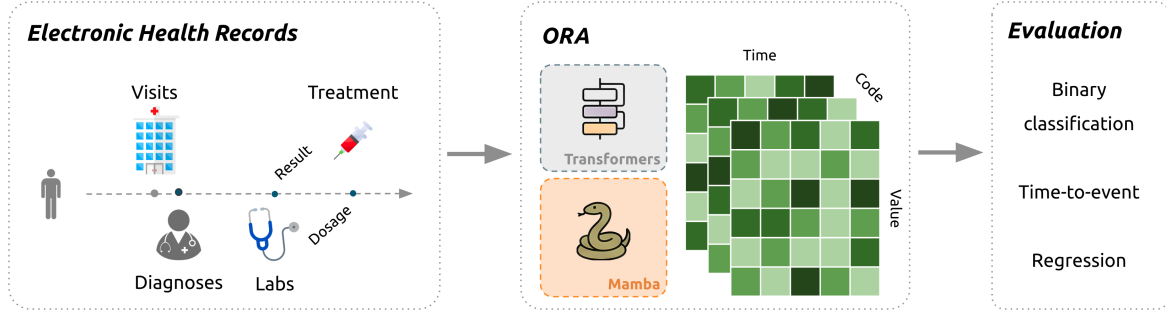 Electronic Health Records
Visits
Treatment
Result
Dosage
Diagnoses
Labs
ORA
Transformers
Mamba
Time
Code
Value
Evaluation
Binary
classification
Time-to-event
Regression